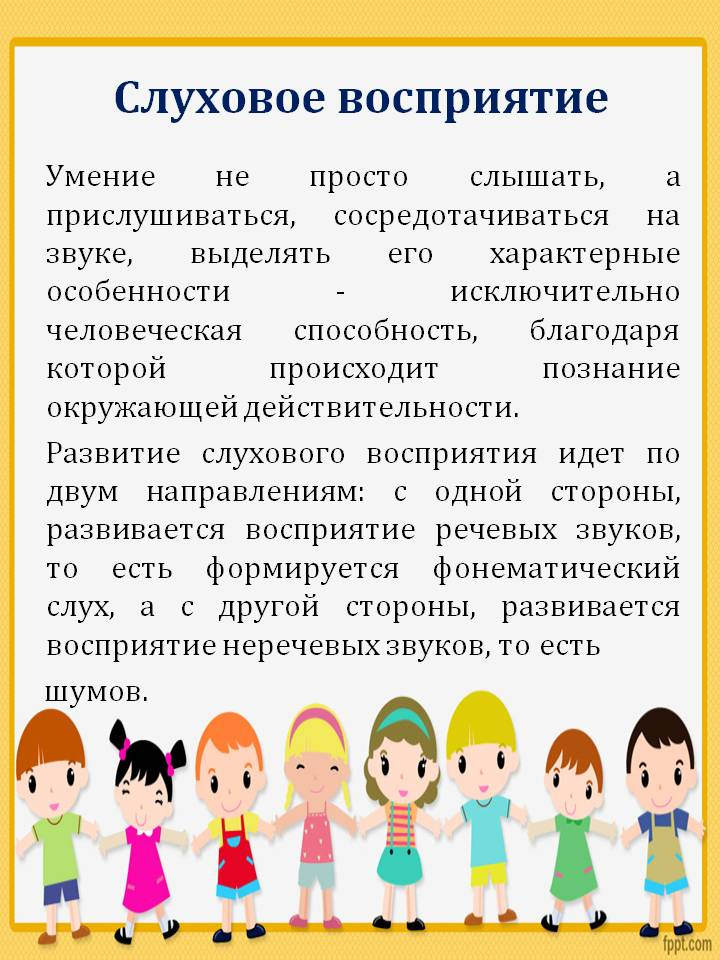 Слуховое восприятие
Умение не просто слышать, а
прислушиваться, сосредотачиваться на
звуке, выделять его характерные
особенности - исключительно
человеческая способность, благодаря
которой происходит познание
окружающей действительности.
Развитие слухового восприятия идет по
двум направлениям: с одной стороны,
развивается восприятие речевых звуков,
то есть формируется фонематический
слух, а с другой стороны, развивается
восприятие неречевых звуков, то есть
шумов.
fppt.com